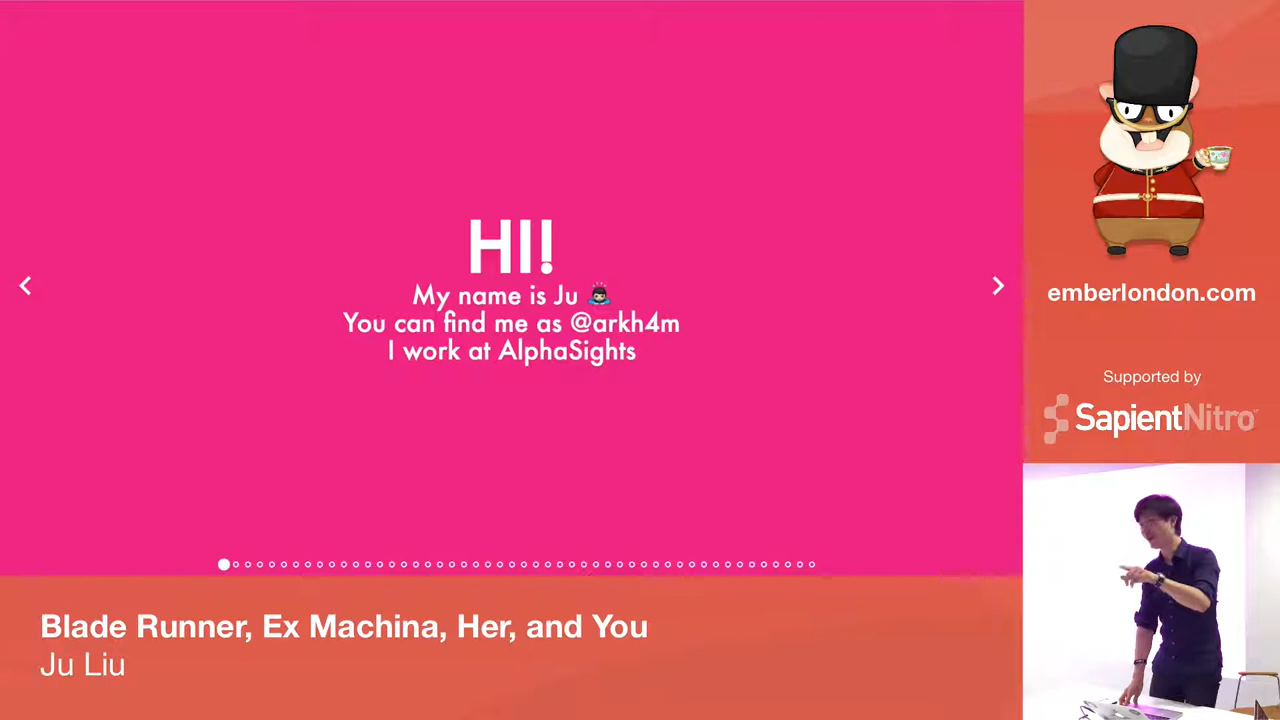 HI!
My name is Ju 🙇
You can find me as @arkh4m
I work at AlphaSights
emberlondon.com
Supported by
SapientNitro
Blade Runner, Ex Machina, Her, and You
Ju Liu